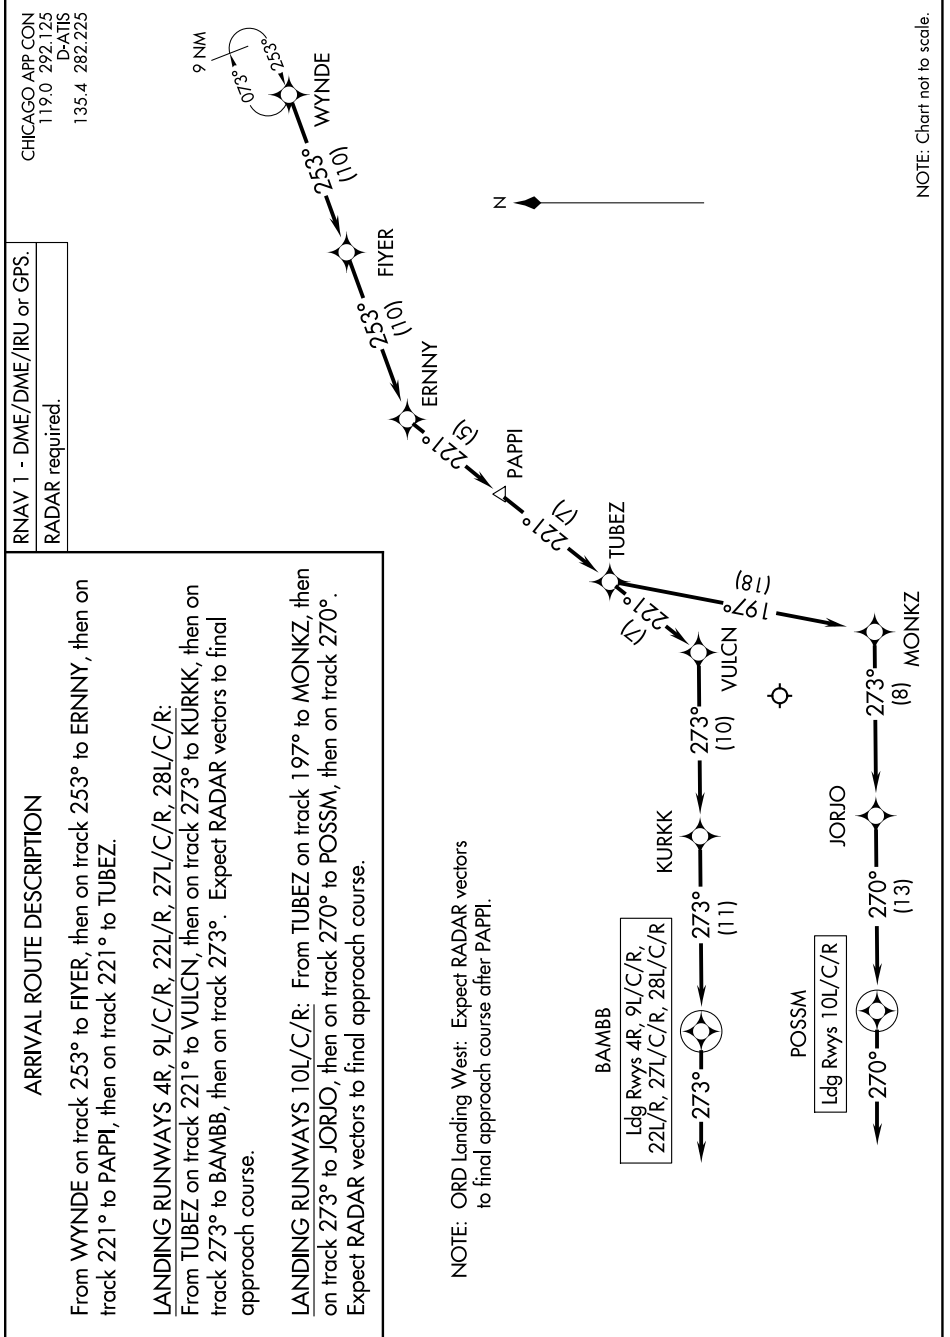 RNAV 1 - DME/DME/IRU or GPS.
RADAR required.
CHICAGO APP CON
119.0 292.125
D-ATIS
135.4 282.225
ARRIVAL ROUTE DESCRIPTION
From WYNDE on track 253° to FIYER, then on track 253° to ERNNY, then on
track 221° to PAPPI, then on track 221° to TUBEZ.
LANDING RUNWAYS 4R, 9L/C/R, 22L/R, 27L/C/R, 28L/C/R:
From TUBEZ on track 221° to VULCN, then on track 273° to KURKK, then on
track 273° to BAMBB, then on track 273°. Expect RADAR vectors to final
approach course.
LANDING RUNWAYS 10L/C/R: From TUBEZ on track 197° to MONKZ, then
on track 273° to JORJO, then on track 270° to POSSM, then on track 270°.
Expect RADAR vectors to final approach course.
9 NM
073°
253°
WYNDE
253°
(10)
FIYER
253°
(10)
ERNNY
221°
(5)
PAPPI
221°
(7)
TUBEZ
221°
(7)
197°
(18)
VULCN
MONKZ
N
273°
(10)
KURKK
273°
(11)
BAMBB
Ldg Rwys 4R, 9L/C/R,
22L/R, 27L/C/R, 28L/C/R
273°
273°
(8)
JORJO
270°
(13)
POSSM
Ldg Rwys 10L/C/R
270°
NOTE: ORD Landing West: Expect RADAR vectors
to final approach course after PAPPI.
NOTE: Chart not to scale.